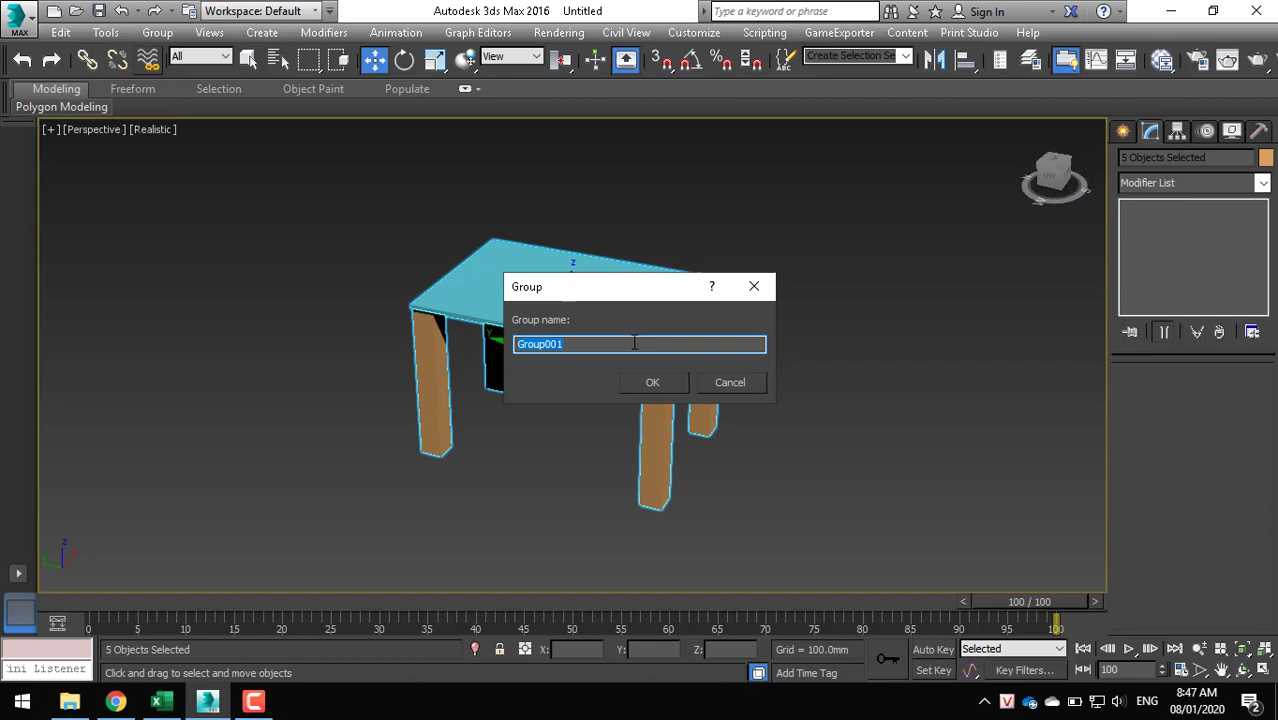 MAX
Workspace: Default
Autodesk 3ds Max 2016 Untitled
Type a keyword or phrase
Sign In
Edit Tools Group Views Create Modifiers Animation Graph Editors Rendering Civil View Customize Scripting GameExporter Content Print Studio Help
All
View
3
Create Selection Se
Modeling Freeform Selection Object Paint Populate
Polygon Modeling
[+] [Perspective ] [Realistic ]
5 Objects Selected
Modifier List
z
Group ? 
Group name:
y
Group001
OK Cancel
z
100 / 100
0 5 10 15 20 25 30 35 40 45 50 55 60 65 70 75 80 85 90 95 100
5 Objects Selected X: Y: Z: Grid = 100.0mm Auto Key Selected
ini Listener
Click and drag to select and move objects
Add Time Tag
Set Key Key Filters... 100
ENG
8:47 AM
08/01/2020
2